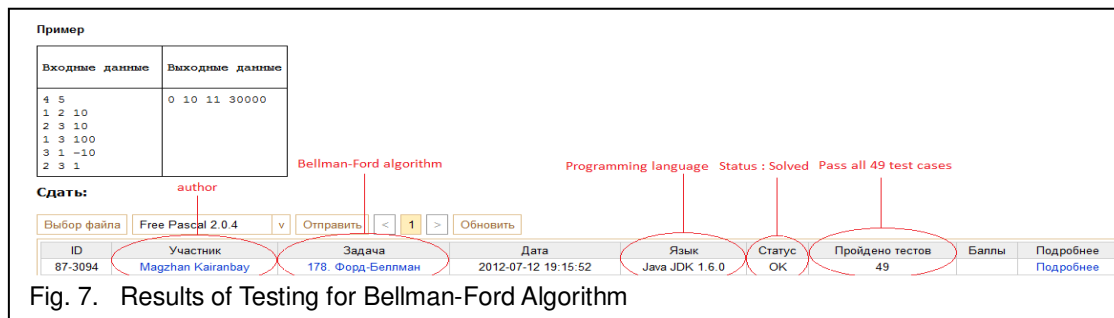 Пример
Входные данные Выходные данные
4 5 0 10 11 30000
1 2 10
2 3 10
1 3 100
3 1 -10
2 3 1
Bellman-Ford algorithm Programming language Status : Solved Pass all 49 test cases
Сдать: author
Выбор файла Free Pascal 2.0.4 v Отправить < 1 > Обновить
ID Участник Задача Дата Язык Статус Пройдено тестов Баллы Подробнее
87-3094 Magzhan Kairanbay 178. Форд-Беллман 2012-07-12 19:15:52 Java JDK 1.6.0 OK 49 Подробнее
Fig. 7. Results of Testing for Bellman-Ford Algorithm